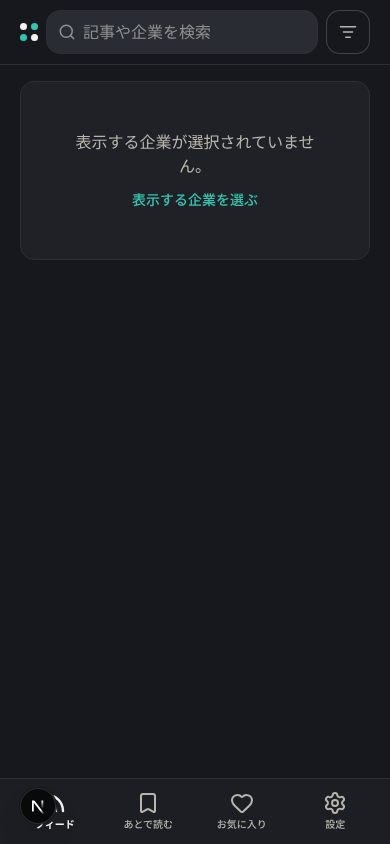 記事や企業を検索
表示する企業が選択されていませ
ん。
表示する企業を選ぶ
フィード
あとで読む
お気に入り
設定